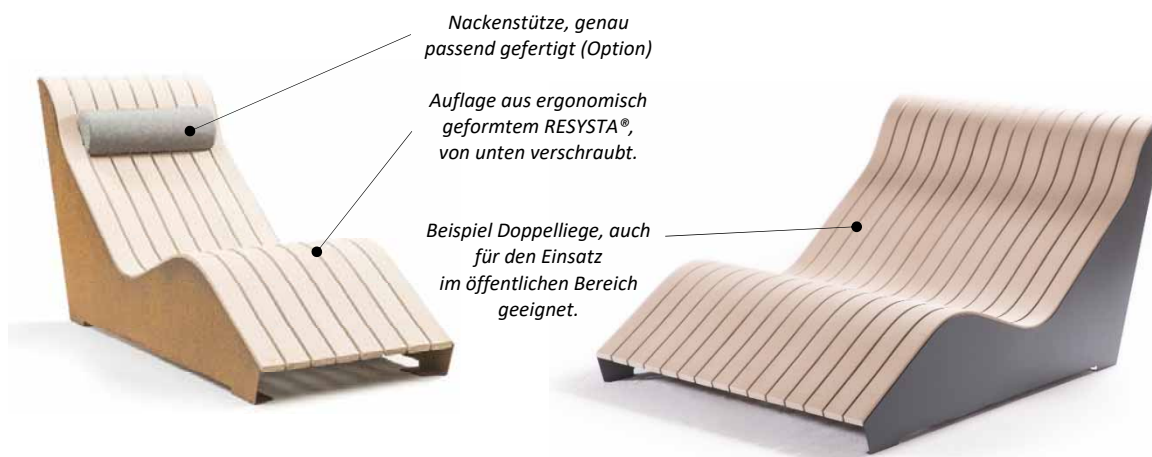 Nackenstütze, genau
passend gefertigt (Option)
Auflage aus ergonomisch
geformtem RESYSTA®,
von unten verschraubt.
Beispiel Doppelliege, auch
für den Einsatz
im öffentlichen Bereich
geeignet.